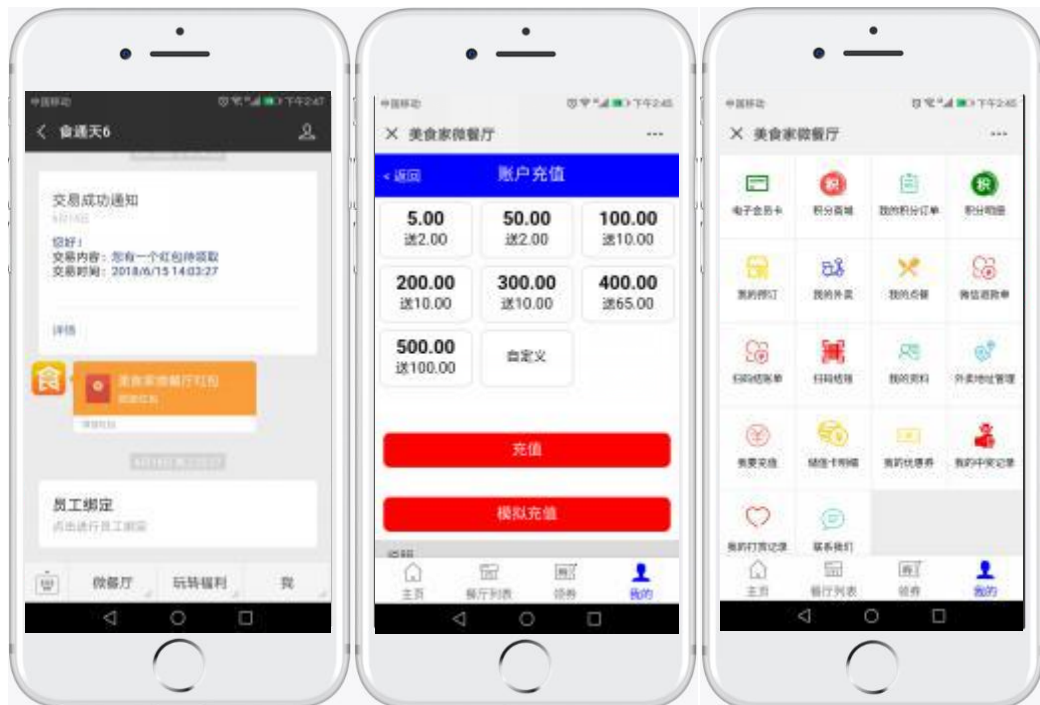 中国移动
下午2:47
食通天6
交易成功通知
6月15日
您好！
交易内容：您有一个红包待领取
交易时间：2018/6/15 14:03:27
详情
美食家微餐厅红包
员工绑定
点击进行员工绑定
微餐厅
玩转福利
我
中国移动
下午2:45
美食家微餐厅
< 返回
账户充值
5.00
送2.00
50.00
送2.00
100.00
送10.00
200.00
送10.00
300.00
送10.00
400.00
送65.00
500.00
送100.00
自定义
充值
模拟充值
主页
餐厅列表
领券
我的
中国移动
下午2:45
美食家微餐厅
电子会员卡
积分商城
我的积分订单
积分明细
我的预订
我的外卖
我的点餐
微信退款单
扫码结账单
扫码结账
我的资料
外卖地址管理
我要充值
储值卡明细
我的优惠券
我的中奖记录
我的打赏记录
联系我们
主页
餐厅列表
领券
我的